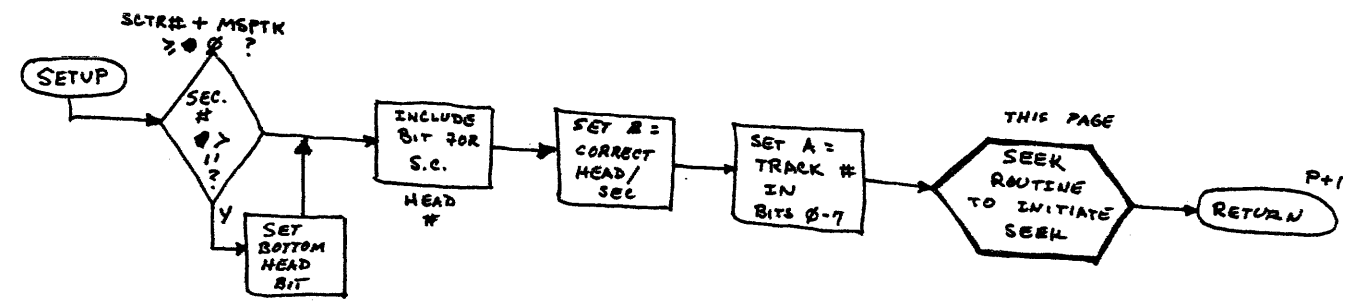 SCTR# + MSPTK
≥ Ø ?
SETUP
SEC.
#
>
11
?
Y
SET
BOTTOM
HEAD
BIT
INCLUDE
BIT FOR
S.C.
HEAD
#
SET B =
CORRECT
HEAD/
SEC
SET A =
TRACK #
IN
BITS Ø-7
THIS PAGE
SEEK
ROUTINE
TO INITIATE
SEEK
P+1
RETURN